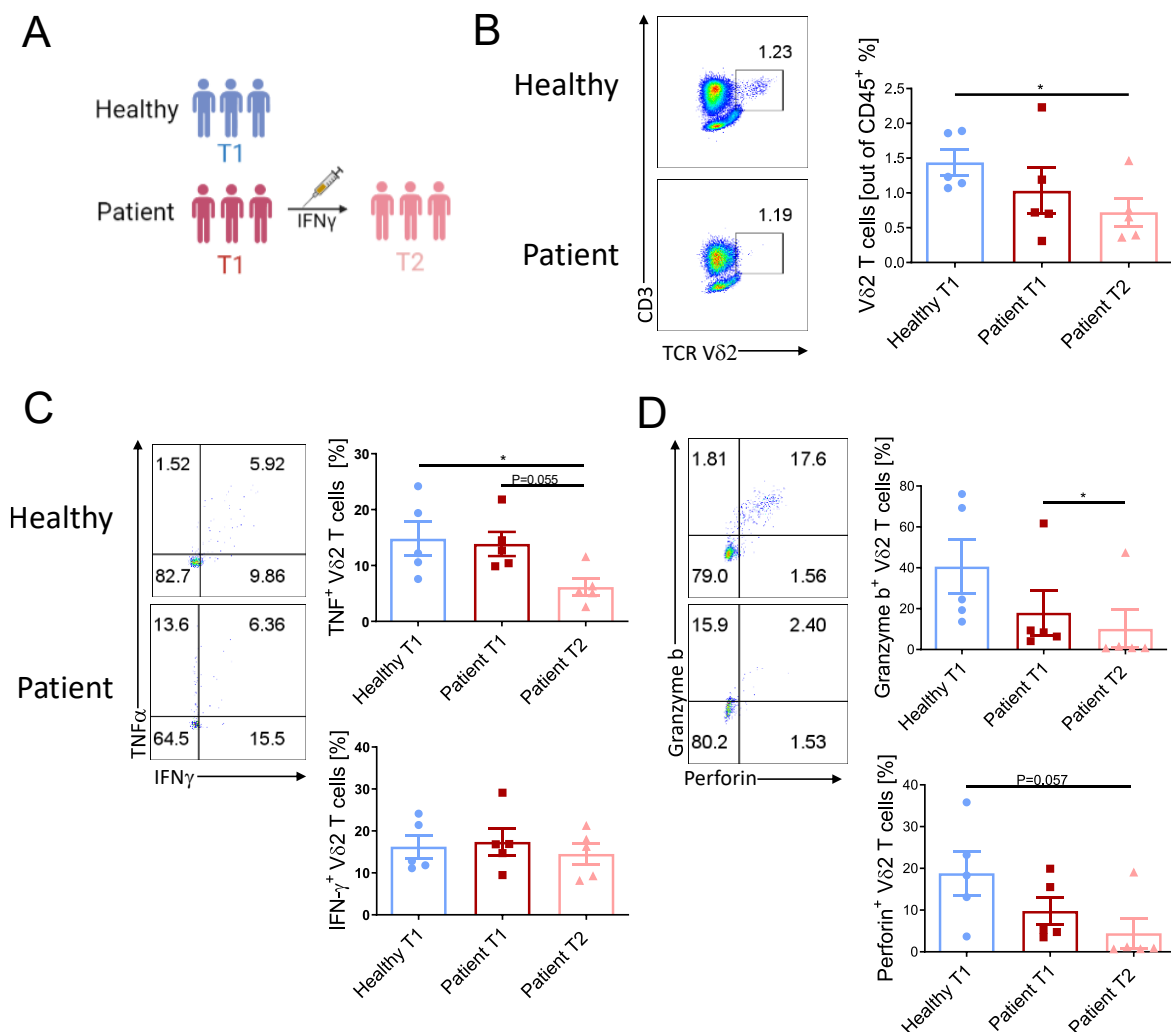 A
Healthy
T1
Patient
IFNγ
T1
T2
B
Healthy
1.23
Patient
1.19
CD3
TCR Vδ2
Vδ2 T cells [out of CD45+ %]
2.5
2.0
1.5
1.0
0.5
0.0
*
Healthy T1
Patient T1
Patient T2
C
Healthy
1.52 5.92
82.7 9.86
Patient
13.6 6.36
64.5 15.5
TNFα
IFNγ
TNF+ Vδ2 T cells [%]
30
20
10
0
*
P=0.055
Healthy T1
Patient T1
Patient T2
IFN-γ+ Vδ2 T cells [%]
40
30
20
10
0
Healthy T1
Patient T1
Patient T2
D
1.81 17.6
79.0 1.56
15.9 2.40
80.2 1.53
Granzyme b
Perforin
Granzyme b+ Vδ2 T cells [%]
80
60
40
20
0
*
Healthy T1
Patient T1
Patient T2
Perforin+ Vδ2 T cells [%]
40
30
20
10
0
P=0.057
Healthy T1
Patient T1
Patient T2